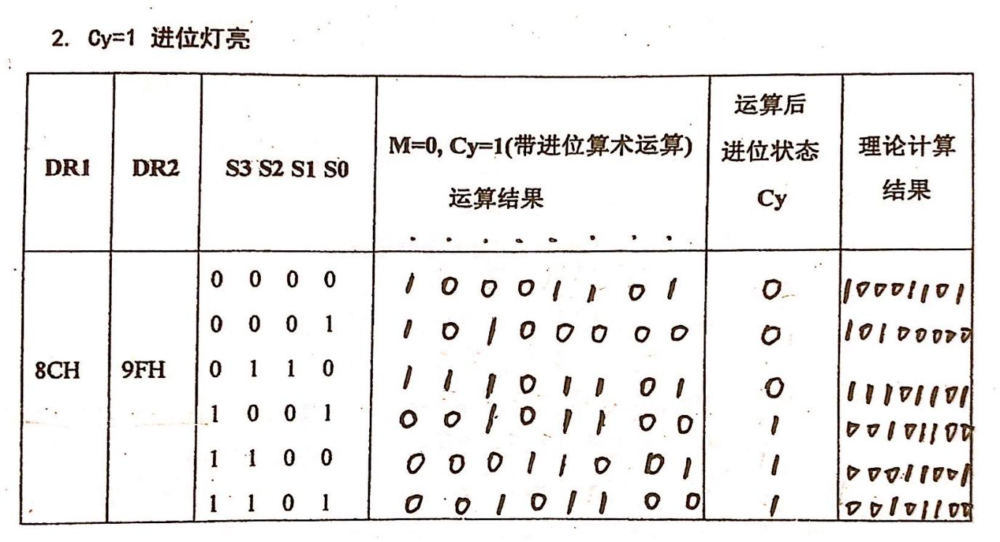 2. Cy=1 进位灯亮
DR1 DR2 S3 S2 S1 S0 M=0, Cy=1(带进位算术运算) 运算结果 运算后进位状态 Cy 理论计算结果
0 0 0 0 1 0 0 0 1 1 0 1 0 10001101
0 0 0 1 1 0 1 0 0 0 0 0 0 10100000
8CH 9FH 0 1 1 0 1 1 1 0 1 1 0 1 0 11101101
1 0 0 1 0 0 1 0 1 1 0 0 1 00101100
1 1 0 0 0 0 0 1 1 0 0 1 1 00011001
1 1 0 1 0 0 1 0 1 1 0 0 1 00101100